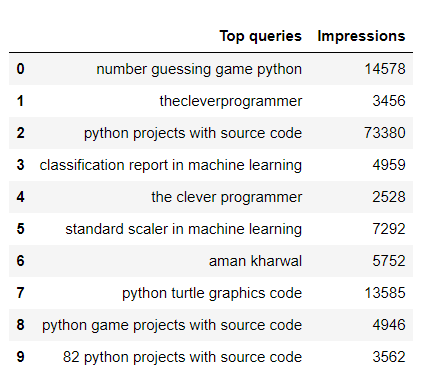 Top queries Impressions
0 number guessing game python 14578
1 thecleverprogrammer 3456
2 python projects with source code 73380
3 classification report in machine learning 4959
4 the clever programmer 2528
5 standard scaler in machine learning 7292
6 aman kharwal 5752
7 python turtle graphics code 13585
8 python game projects with source code 4946
9 82 python projects with source code 3562